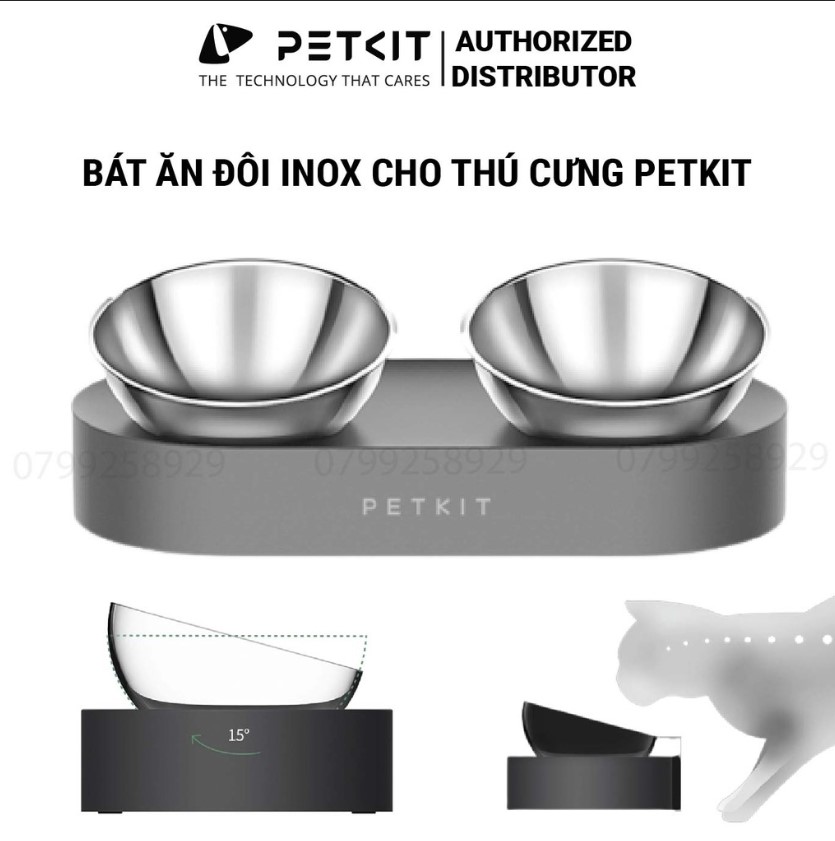 PETKIT
THE TECHNOLOGY THAT CARES
AUTHORIZED
DISTRIBUTOR
BÁT ĂN ĐÔI INOX CHO THÚ CƯNG PETKIT
0799258929 0799258929 0799258929
PETKIT
15°